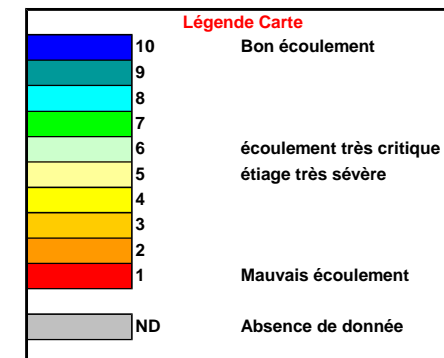 Légende Carte
10 Bon écoulement
9
8
7
6 écoulement très critique
5 étiage très sévère
4
3
2
1 Mauvais écoulement
ND Absence de donnée